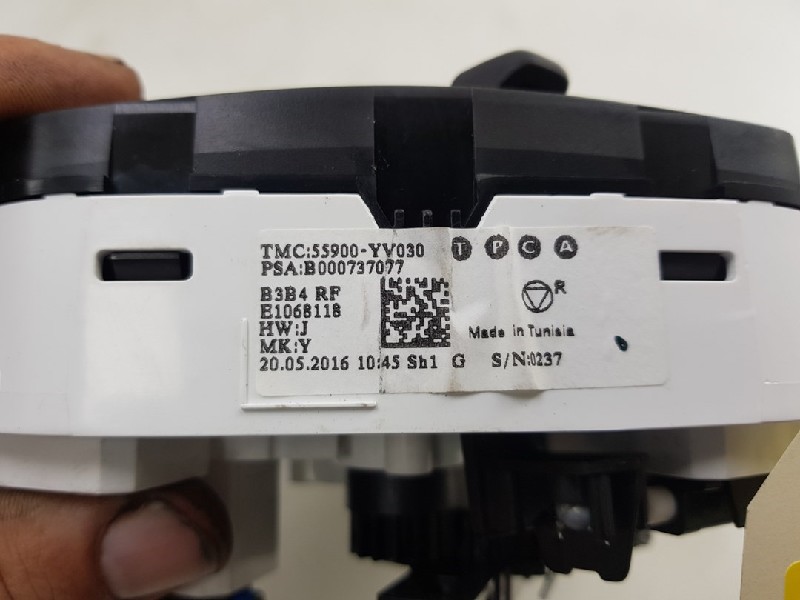 TMC:55900-YV030 T P C A
PSA:B000737077
B3B4 RF
E1068118
R
HW:J
Made in Tunisia
MK:Y
20.05.2016 10:45 Sh1 G S/N:0237